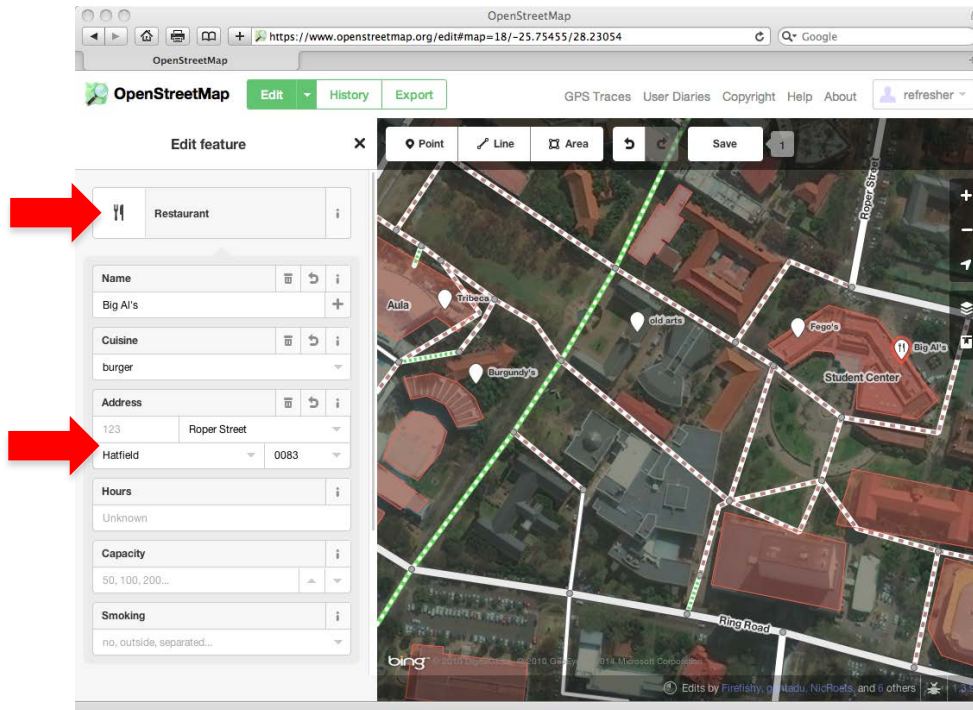 OpenStreetMap
https://www.openstreetmap.org/edit#map=18/-25.75455/28.23054
Google
OpenStreetMap
OpenStreetMap
Edit
History
Export
GPS Traces
User Diaries
Copyright
Help
About
refresher
Edit feature
Point
Line
Area
Save
1
Restaurant
Name
Big Al's
Cuisine
burger
Address
123
Roper Street
Hatfield
0083
Hours
Unknown
Capacity
50, 100, 200...
Smoking
no, outside, separated...
Roper Street
Aula
Tribeca
old arts
Fego's
Big Al's
Burgundy's
Student Center
Ring Road
bing
Microsoft Corporation
Edits by Firefishy, NicRoets, and 6 others